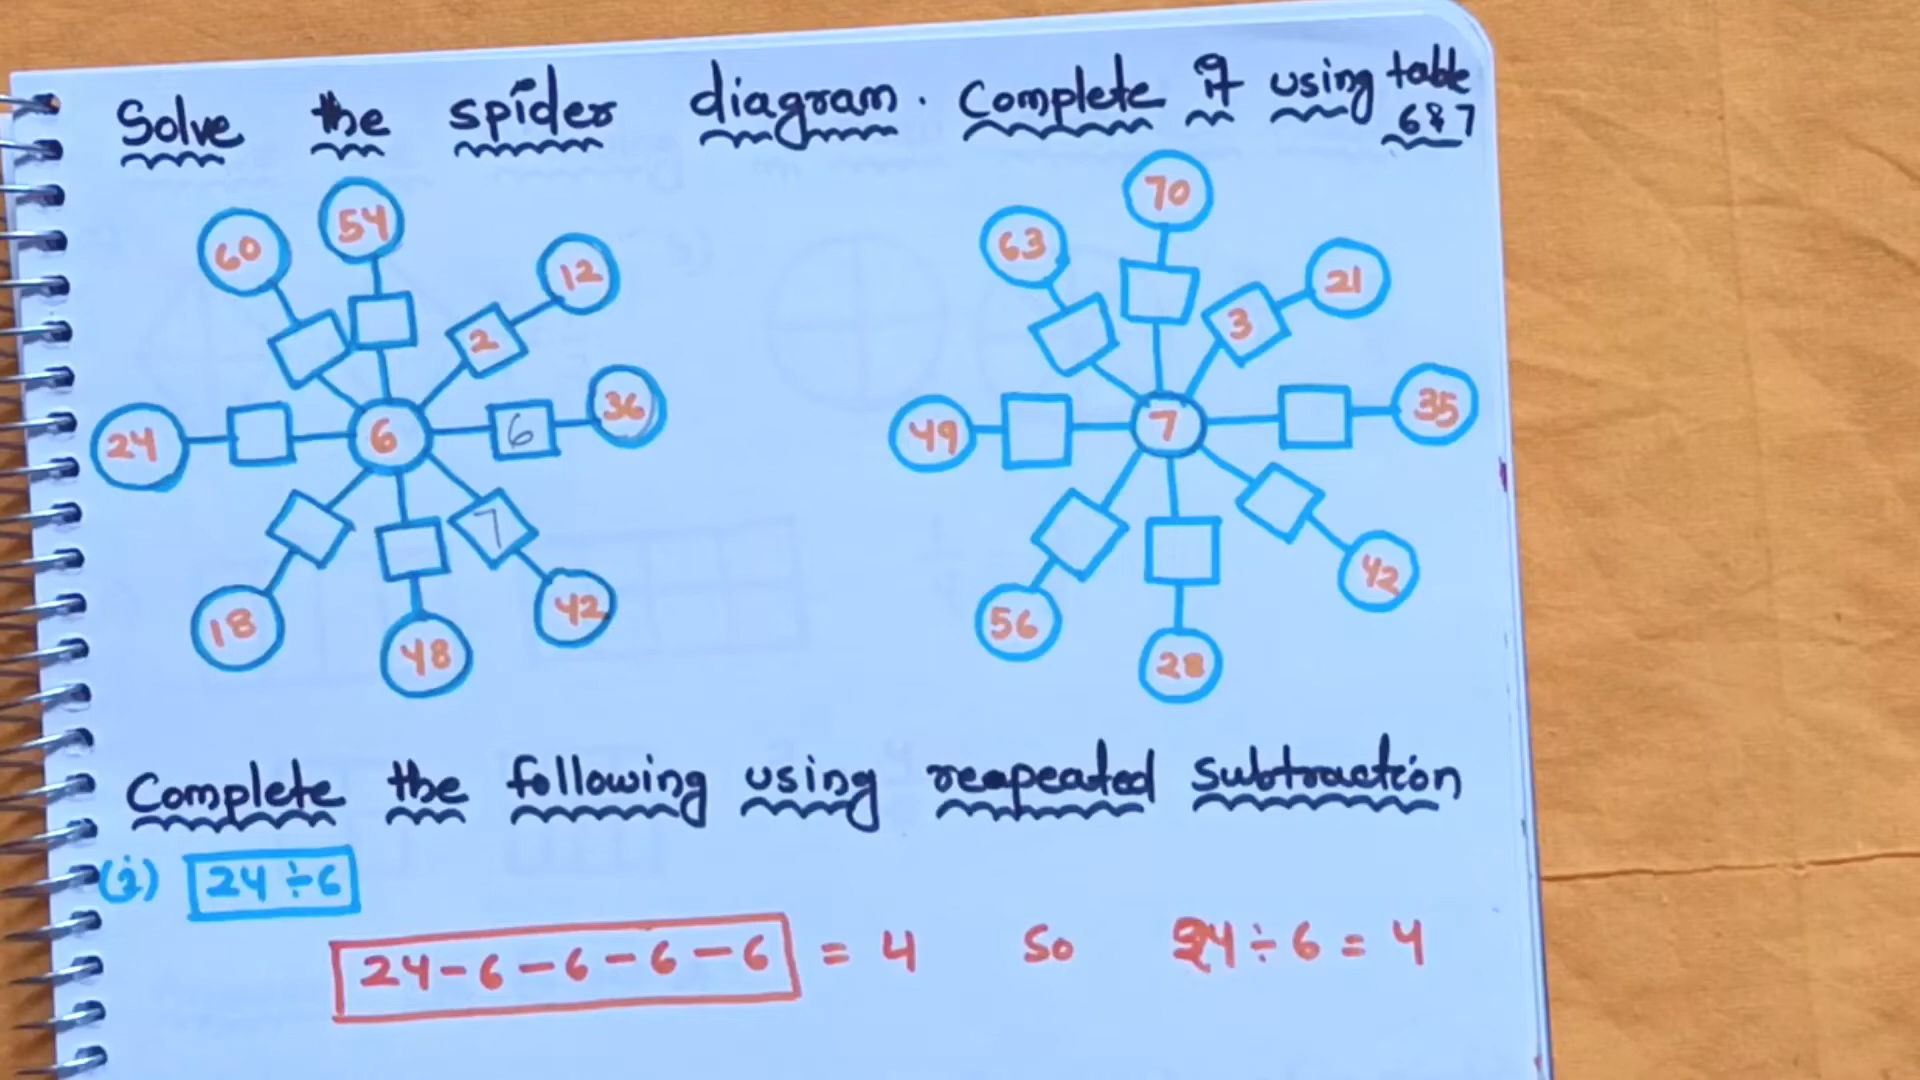 Solve the spider diagram. Complete it using table
6 & 7
60 54 12
2
24 6 6 36
7
18 48 42
63 70 21
3
49 7 35
56 28 42
Complete the following using reapeated subtraction
(i) 24 ÷ 6
24 - 6 - 6 - 6 - 6 = 4 So 24 ÷ 6 = 4